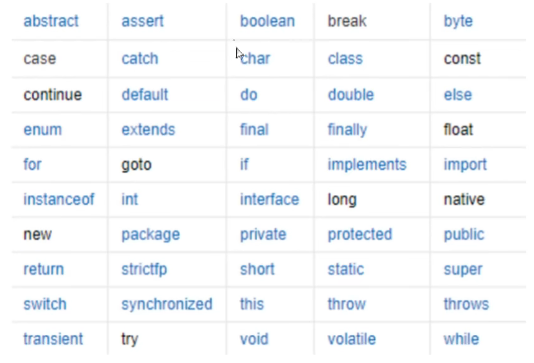 abstract assert boolean break byte
case catch char class const
continue default do double else
enum extends final finally float
for goto if implements import
instanceof int interface long native
new package private protected public
return strictfp short static super
switch synchronized this throw throws
transient try void volatile while